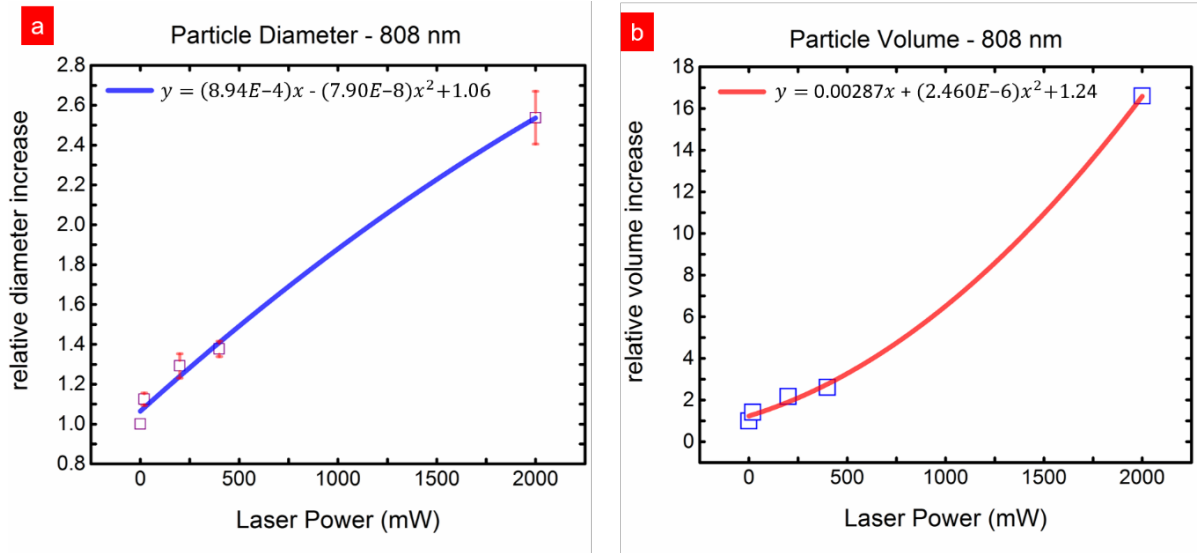 a
Particle Diameter - 808 nm
y = (8.94E−4)x - (7.90E−8)x²+1.06
relative diameter increase
2.8
2.6
2.4
2.2
2.0
1.8
1.6
1.4
1.2
1.0
0.8
0 500 1000 1500 2000
Laser Power (mW)
b
Particle Volume - 808 nm
y = 0.00287x + (2.460E−6)x²+1.24
relative volume increase
18
16
14
12
10
8
6
4
2
0
0 500 1000 1500 2000
Laser Power (mW)